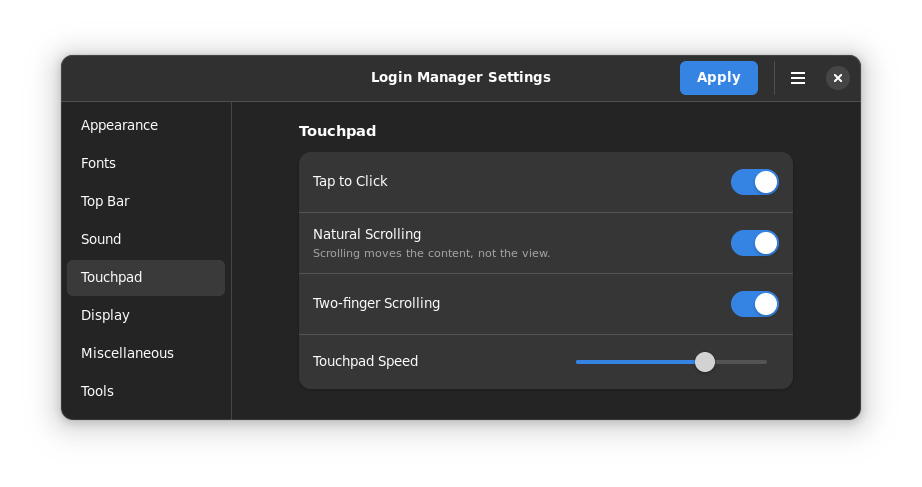 Login Manager Settings
Apply
Appearance
Fonts
Top Bar
Sound
Touchpad
Display
Miscellaneous
Tools
Touchpad
Tap to Click
Natural Scrolling
Scrolling moves the content, not the view.
Two-finger Scrolling
Touchpad Speed